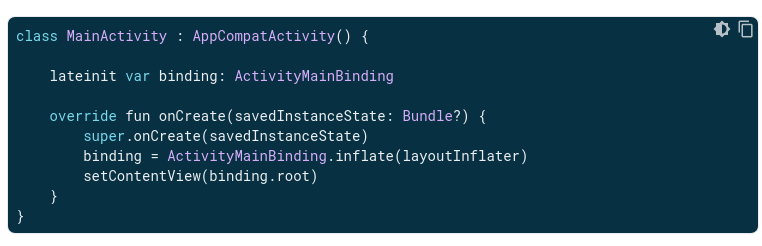 class MainActivity : AppCompatActivity() {
lateinit var binding: ActivityMainBinding
override fun onCreate(savedInstanceState: Bundle?) {
super.onCreate(savedInstanceState)
binding = ActivityMainBinding.inflate(layoutInflater)
setContentView(binding.root)
}
}